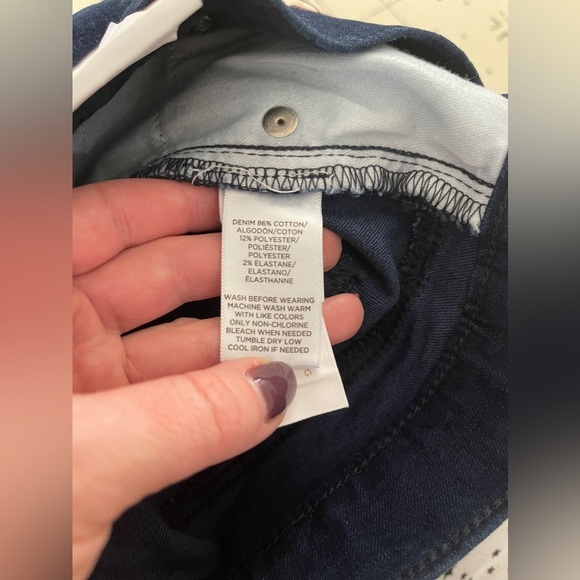 DENIM 86% COTTON/
ALGODÓN/COTON
12% POLYESTER/
POLIÉSTER/
POLYESTER
2% ELASTANE/
ELASTANO/
ÉLASTHANNE
WASH BEFORE WEARING
MACHINE WASH WARM
WITH LIKE COLORS
ONLY NON-CHLORINE
BLEACH WHEN NEEDED
TUMBLE DRY LOW
COOL IRON IF NEEDED